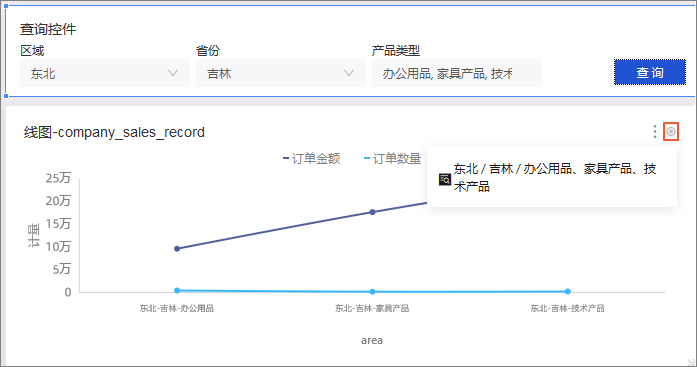 查询控件
区域 省份 产品类型
东北 吉林 办公用品, 家具产品, 技术 查 询
线图-company_sales_record
订单金额 订单数量
东北 / 吉林 / 办公用品、家具产品、技
术产品
25万
20万
15万
10万
5万
0
计量
东北-吉林-办公用品 东北-吉林-家具产品 东北-吉林-技术产品
area